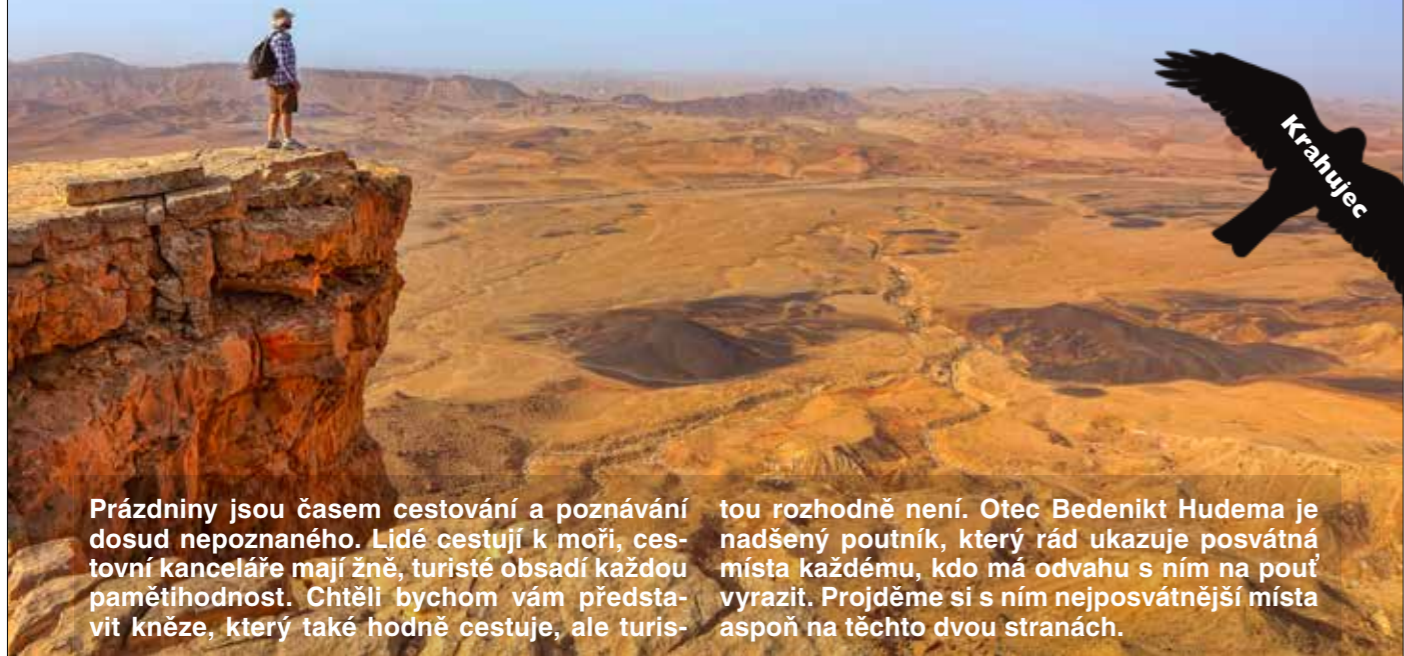 Krahujec
Prázdniny jsou časem cestování a poznávání
dosud nepoznaného. Lidé cestují k moři, ces-
tovní kanceláře mají žně, turisté obsadí každou
pamětihodnost. Chtěli bychom vám předsta-
vit kněze, který také hodně cestuje, ale turis-
tou rozhodně není. Otec Bedenikt Hudema je
nadšený poutník, který rád ukazuje posvátná
místa každému, kdo má odvahu s ním na pouť
vyrazit. Projděme si s ním nejposvátnější místa
aspoň na těchto dvou stranách.